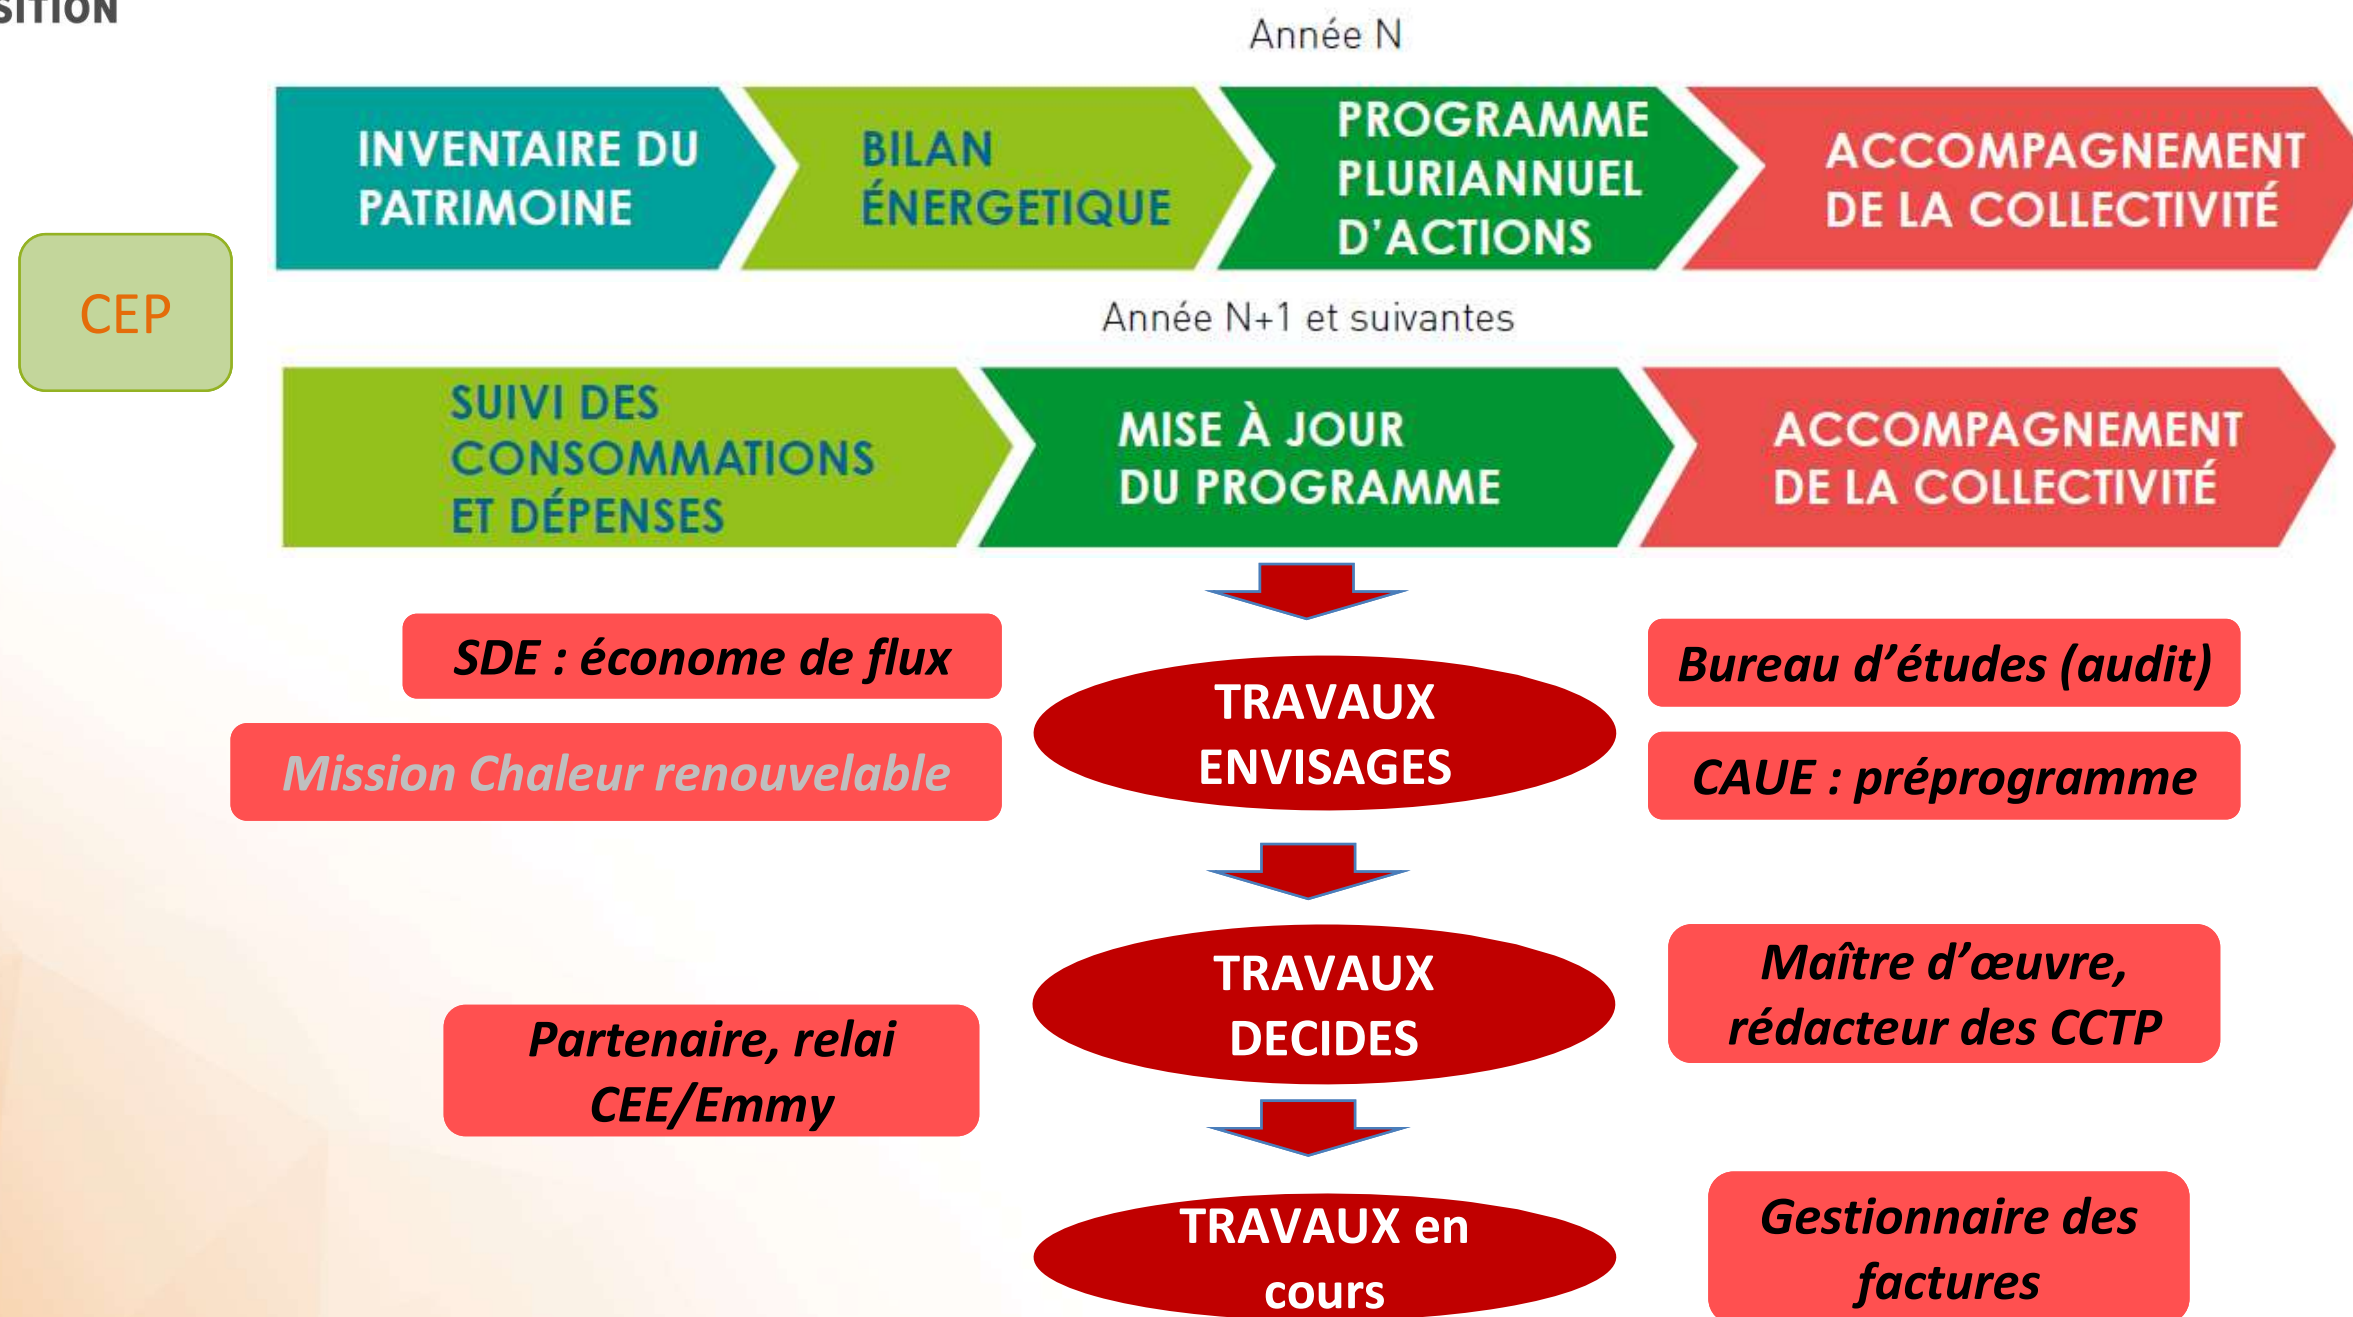 Année N
INVENTAIRE DU
PATRIMOINE
BILAN
ÉNERGETIQUE
PROGRAMME
PLURIANNUEL
D'ACTIONS
ACCOMPAGNEMENT
DE LA COLLECTIVITÉ
CEP
Année N+1 et suivantes
SUIVI DES
CONSOMMATIONS
ET DÉPENSES
MISE À JOUR
DU PROGRAMME
ACCOMPAGNEMENT
DE LA COLLECTIVITÉ
SDE : économe de flux
Mission Chaleur renouvelable
TRAVAUX
ENVISAGES
Bureau d’études (audit)
CAUE : préprogramme
Partenaire, relai
CEE/Emmy
TRAVAUX
DECIDES
Maître d’œuvre,
rédacteur des CCTP
TRAVAUX en
cours
Gestionnaire des
factures